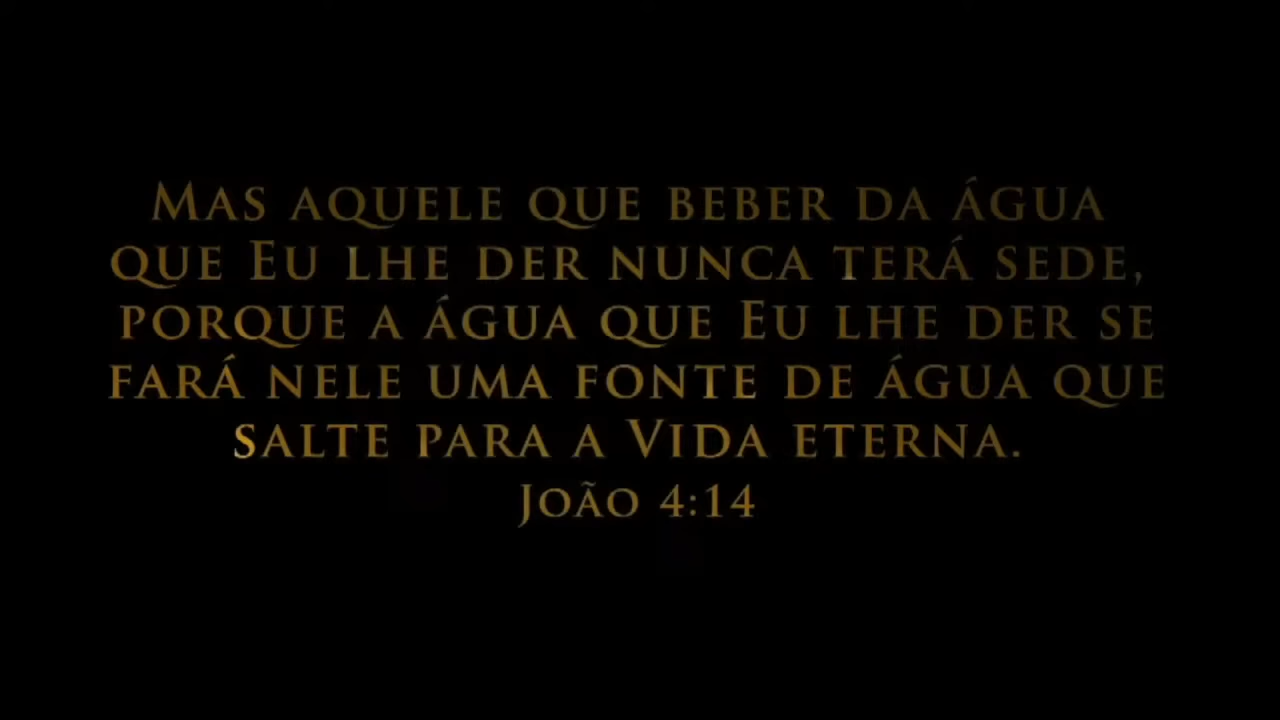 Mas aquele que beber da água
que Eu lhe der nunca terá sede,
porque a água que Eu lhe der se
fará nele uma fonte de água que
salte para a Vida eterna.
João 4:14